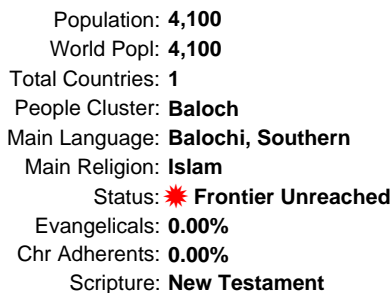 Population: 4,100
World Popl: 4,100
Total Countries: 1
People Cluster: Baloch
Main Language: Balochi, Southern
Main Religion: Islam
Status: Frontier Unreached
Evangelicals: 0.00%
Chr Adherents: 0.00%
Scripture: New Testament